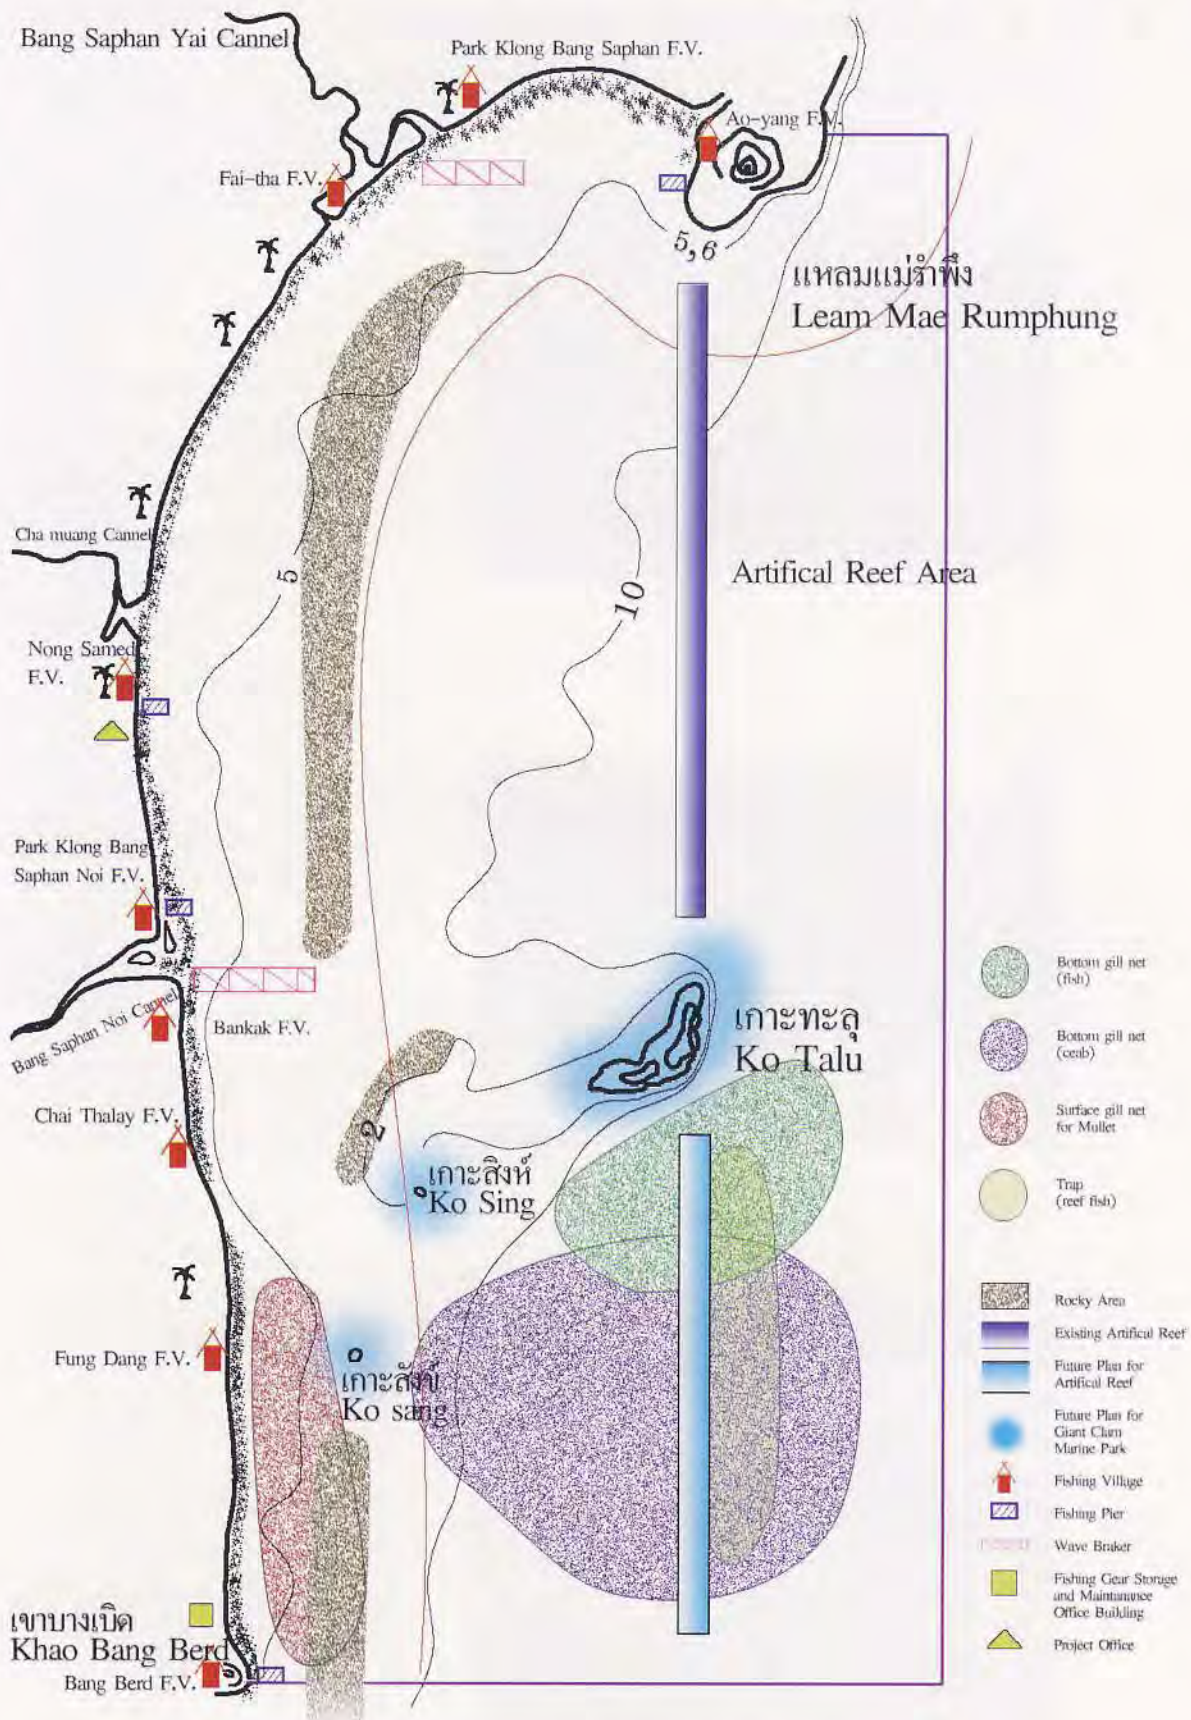 Bang Saphan Yai Cannel
Park Klong Bang Saphan F.V.
Ao-yang F.V.
Fai-tha F.V.
5,6
แหลมแม่รำพึง
Leam Mae Rumphung
Cha muang Cannel
5
10
Artifical Reef Area
Nong Samed
F.V.
Park Klong Bang
Saphan Noi F.V.
Bang Saphan Noi Cannel
Bankak F.V.
เกาะทะลุ
Ko Talu
Chai Thalay F.V.
2
เกาะสิงห์
Ko Sing
Fung Dang F.V.
เกาะสังข์
Ko sang
เขาบางเบิด
Khao Bang Berd
Bang Berd F.V.
Bottom gill net
(fish)
Bottom gill net
(ceab)
Surface gill net
for Mullet
Trap
(reef fish)
Rocky Area
Existing Artifical Reef
Future Plan for
Artifical Reef
Future Plan for
Giant Clam
Marine Park
Fishing Village
Fishing Pier
Wave Braker
Fishing Gear Storage
and Maintanance
Office Building
Project Office